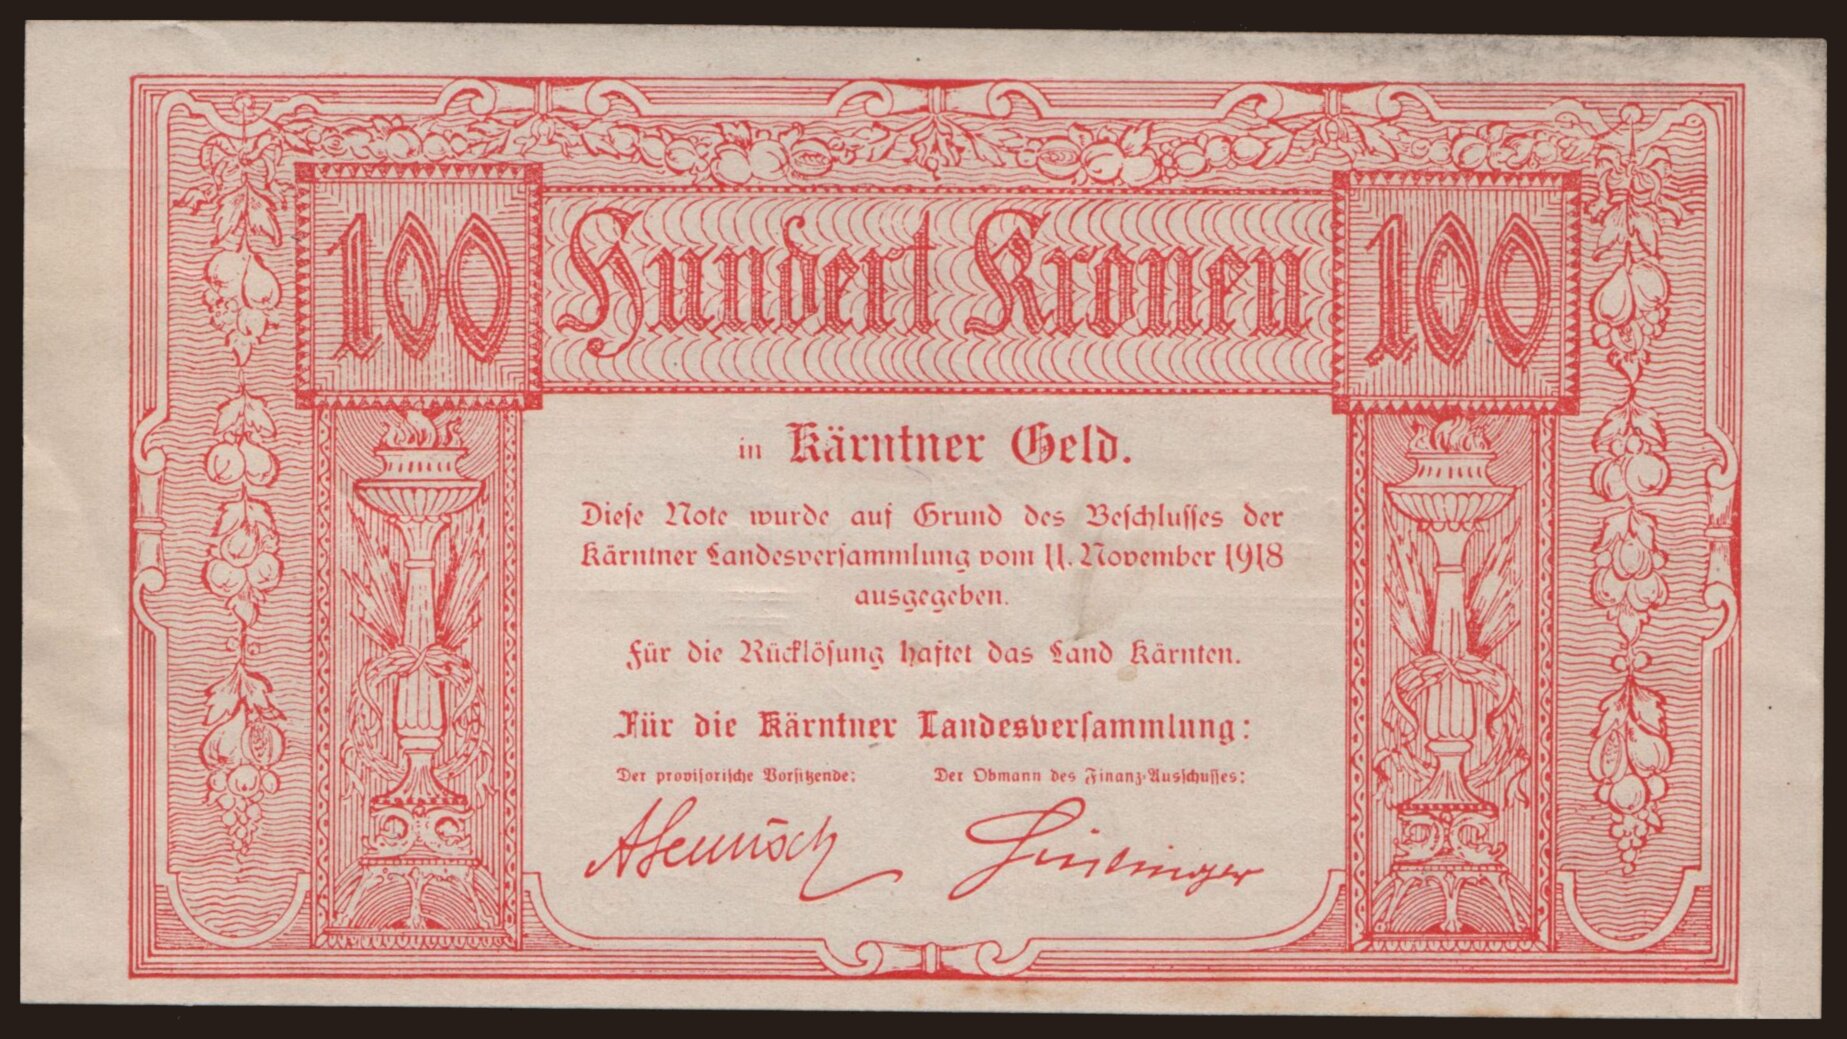 100 Hundert Kronen 100
in Kärntner Geld.
Diese Note wurde auf Grund des Beschlusses der
Kärntner Landesversammlung vom 11. November 1918
ausgegeben.
Für die Rücklösung haftet das Land Kärnten.
Für die Kärntner Landesversammlung:
Der provisorische Vorsitzende: Der Obmann des Finanz-Ausschusses: